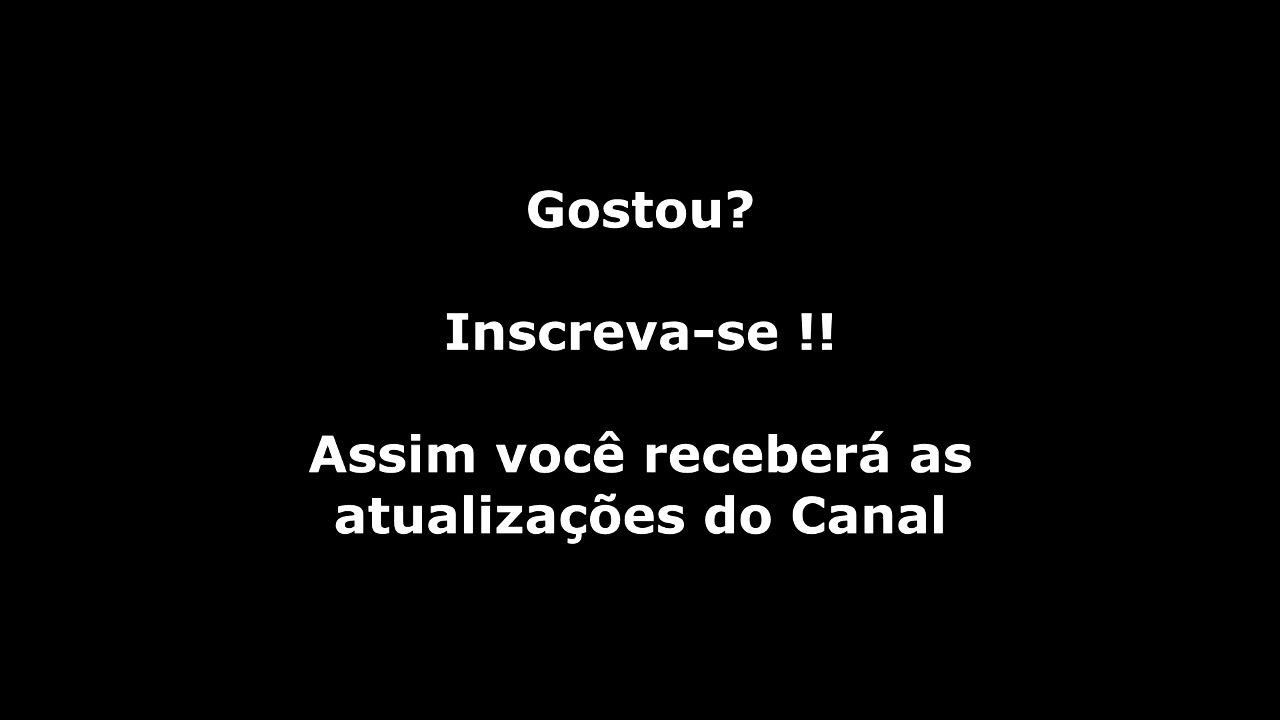 Gostou?
Inscreva-se !!
Assim você receberá as
atualizações do Canal